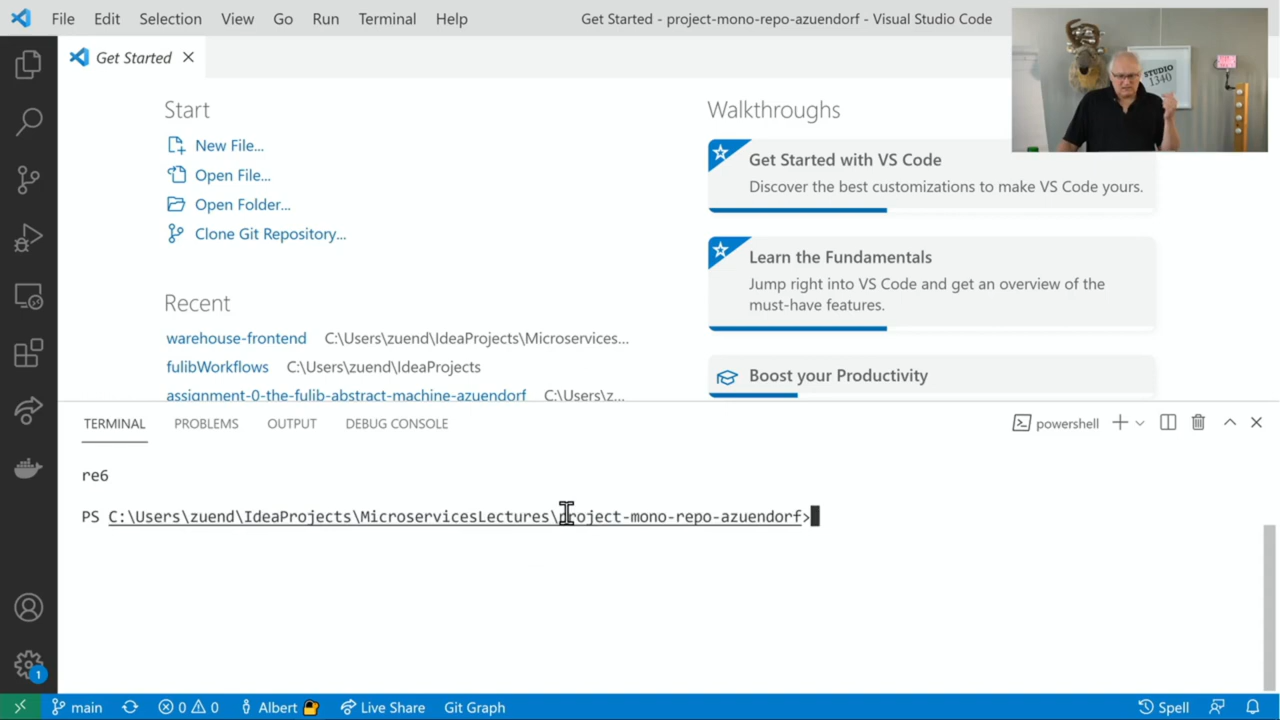 File Edit Selection View Go Run Terminal Help
Get Started - project-mono-repo-azuendorf - Visual Studio Code
Get Started
STUDIO
1340
Start
New File...
Open File...
Open Folder...
Clone Git Repository...
Recent
warehouse-frontend C:\Users\zuend\IdeaProjects\Microservices...
fulibWorkflows C:\Users\zuend\IdeaProjects
assignment-0-the-fulib-abstract-machine-azuendorf C:\Users\z...
Walkthroughs
Get Started with VS Code
Discover the best customizations to make VS Code yours.
Learn the Fundamentals
Jump right into VS Code and get an overview of the
must-have features.
Boost your Productivity
TERMINAL PROBLEMS OUTPUT DEBUG CONSOLE
powershell
re6
PS C:\Users\zuend\IdeaProjects\MicroservicesLectures\project-mono-repo-azuendorf>
1
main 0 0 Albert Live Share Git Graph
Spell